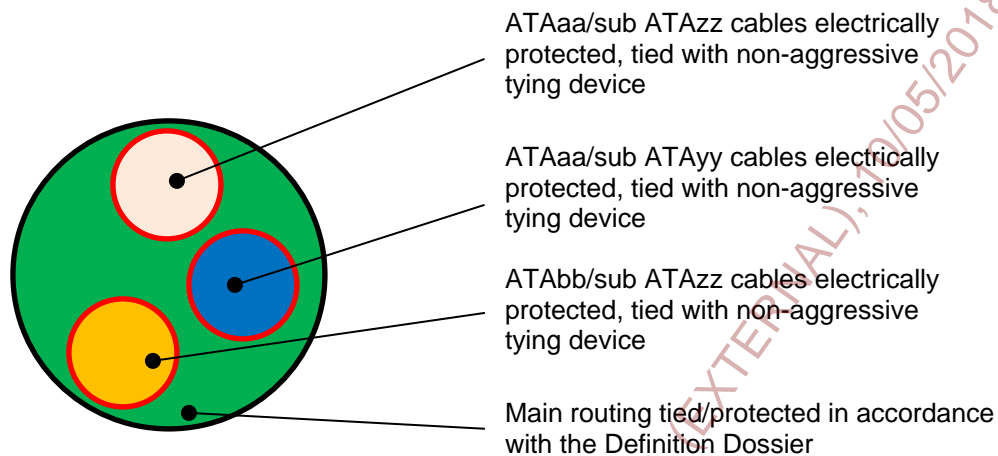 ATAaa/sub ATAzz cables electrically
protected, tied with non-aggressive
tying device
ATAaa/sub ATAyy cables electrically
protected, tied with non-aggressive
tying device
ATAbb/sub ATAzz cables electrically
protected, tied with non-aggressive
tying device
Main routing tied/protected in accordance
with the Definition Dossier
(EXTERNAL), 10/05/2018